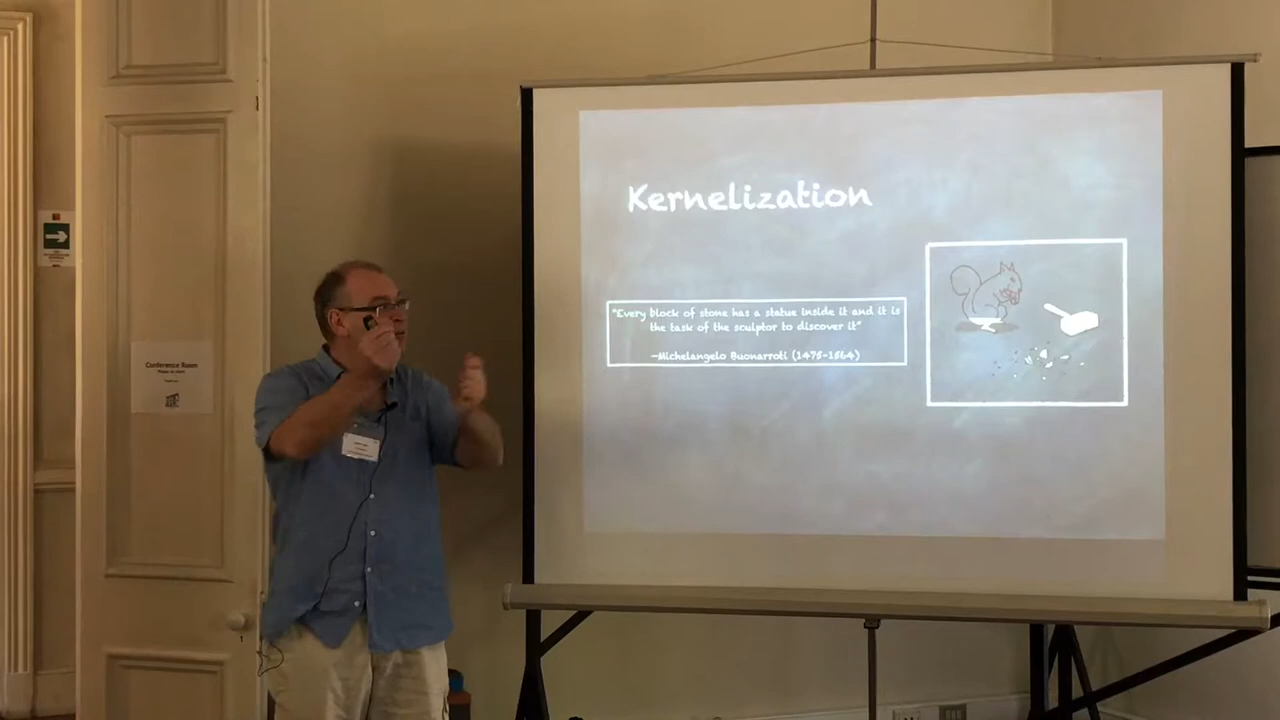 Kernelization
"Every block of stone has a statue inside it and it is
the task of the sculptor to discover it"
—Michelangelo Buonarroti (1475-1564)
Conference Room